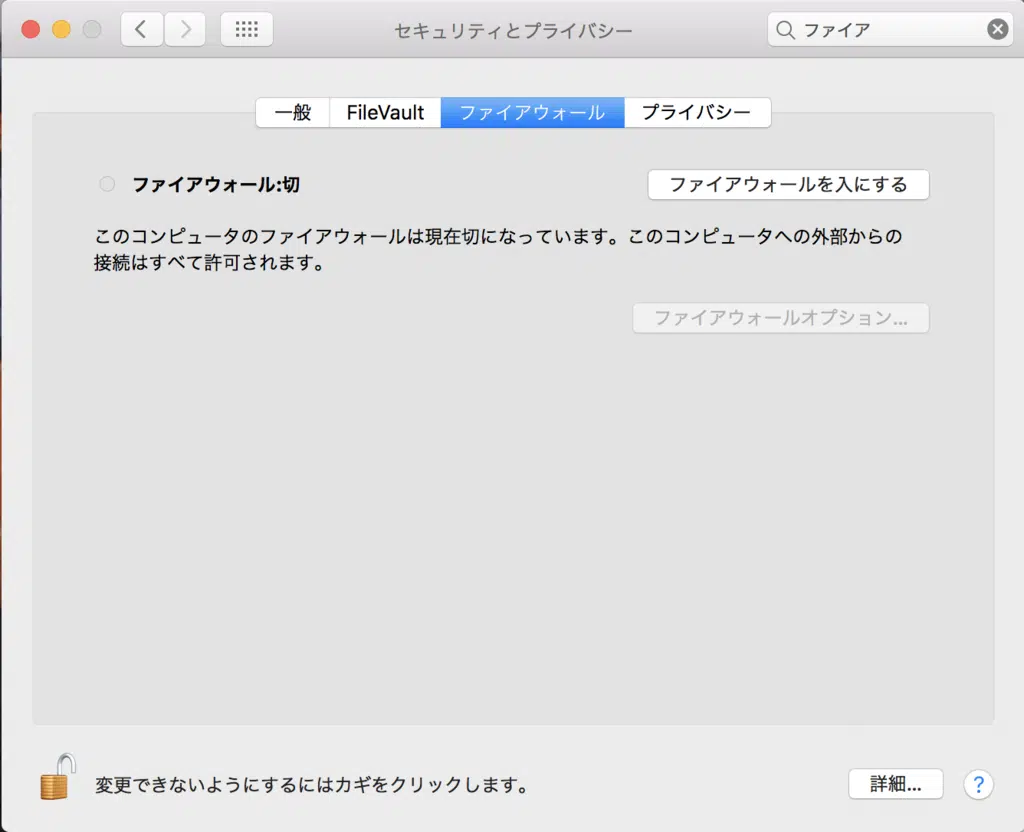 セキュリティとプライバシー
ファイア
一般 FileVault ファイアウォール プライバシー
ファイアウォール:切 ファイアウォールを入にする
このコンピュータのファイアウォールは現在切になっています。このコンピュータへの外部からの
接続はすべて許可されます。
ファイアウォールオプション...
変更できないようにするにはカギをクリックします。 詳細... ?